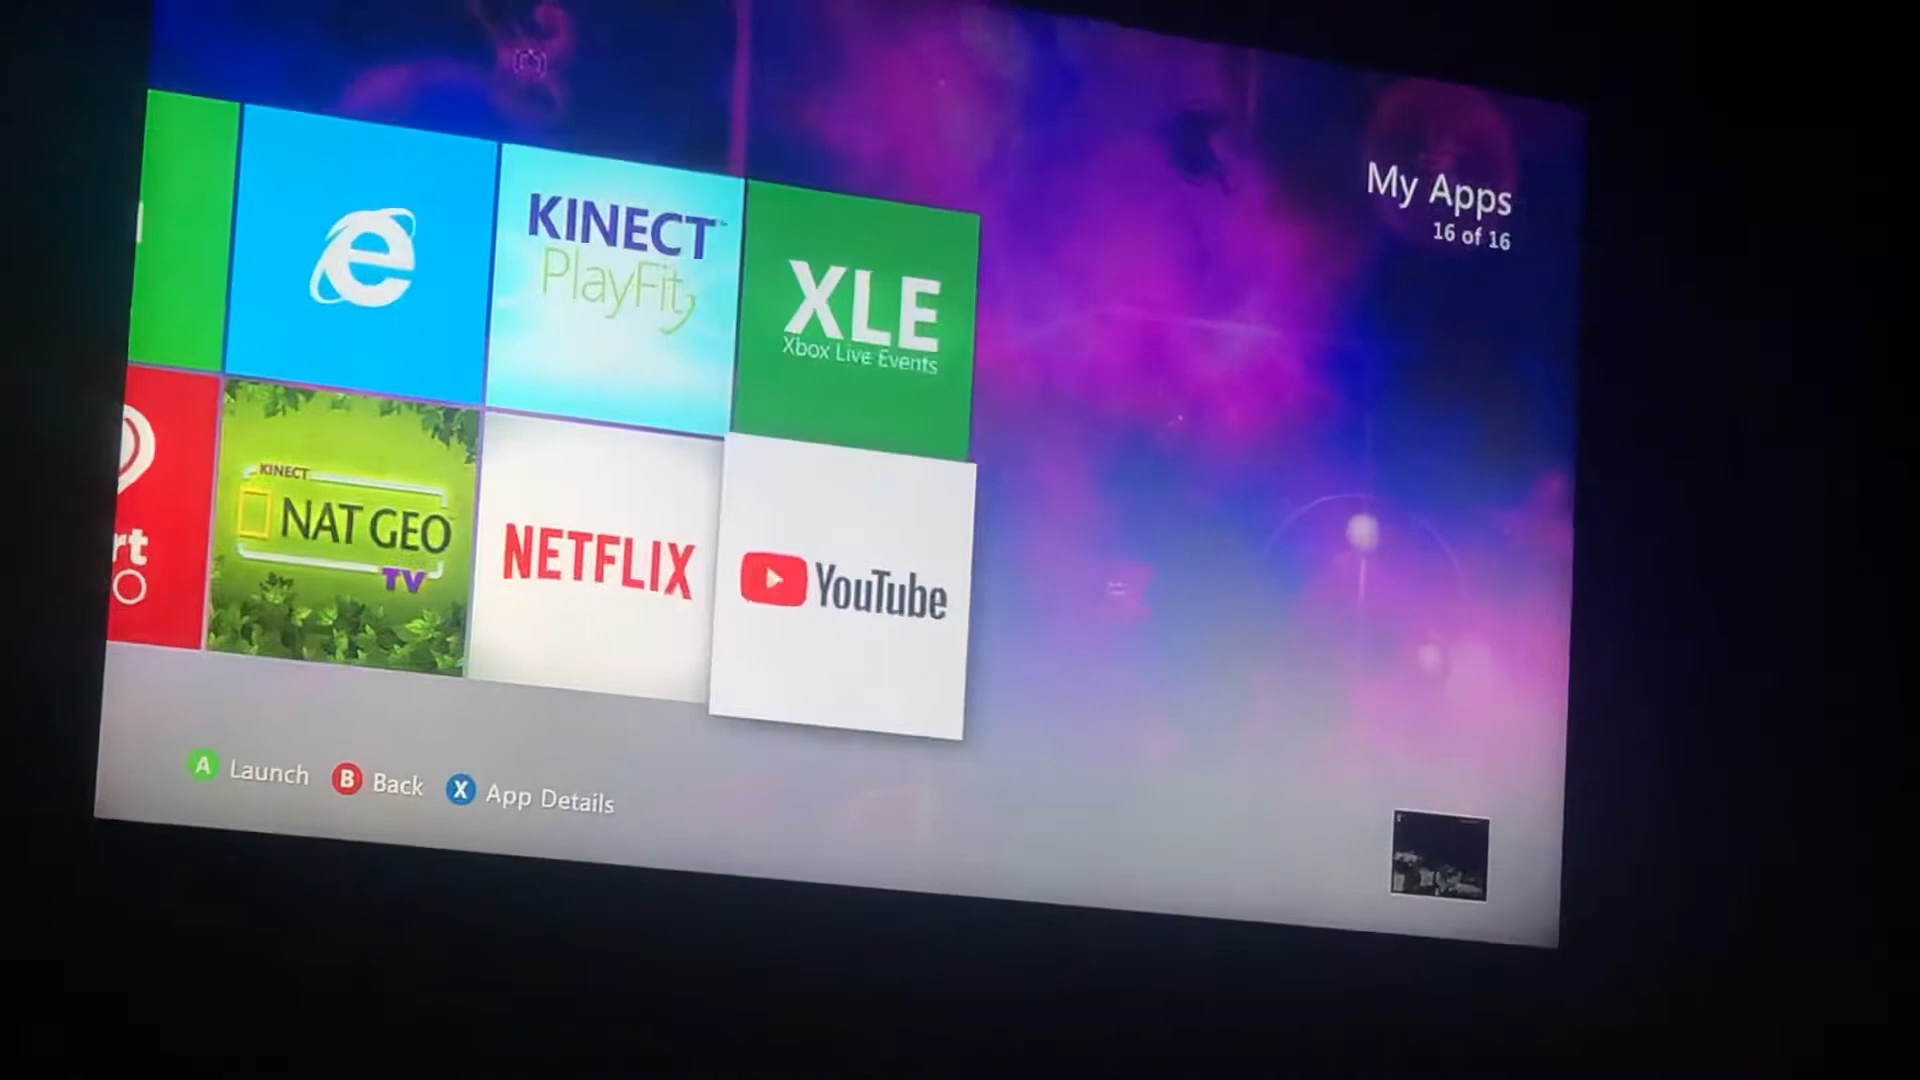 My Apps
16 of 16
KINECT™
PlayFit
XLE
Xbox Live Events
KINECT
NAT GEO
TV
NETFLIX
YouTube
A Launch B Back X App Details